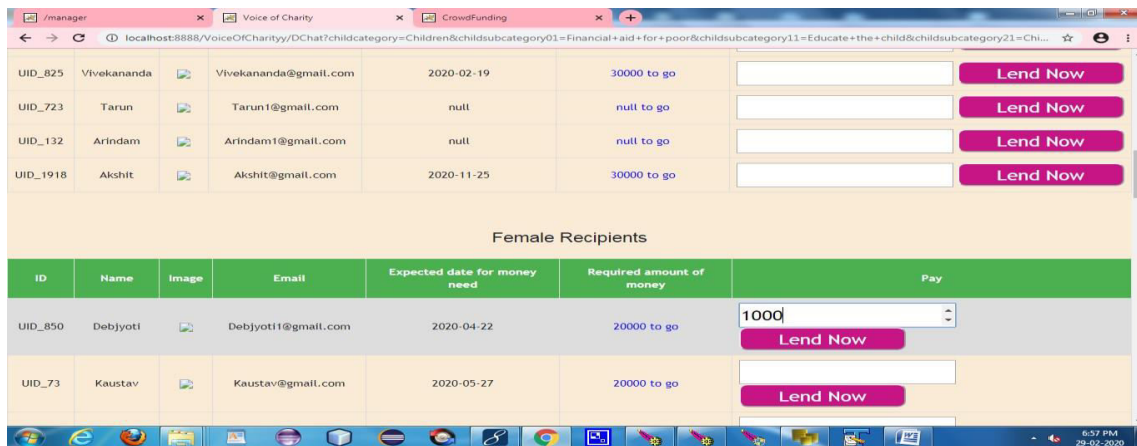 /manager
Voice of Charity
CrowdFunding
localhost:8888/VoiceOfCharityy/DChat?childcategory=Children&childsubcategory01=Financial+aid+for+poor&childsubcategory11=Educate+the+child&childsubcategory21=Chi...
UID_825 Vivekananda Vivekananda@gmail.com 2020-02-19 30000 to go Lend Now
UID_723 Tarun Tarun1@gmail.com null null to go Lend Now
UID_132 Arindam Arindam1@gmail.com null null to go Lend Now
UID_1918 Akshit Akshit@gmail.com 2020-11-25 30000 to go Lend Now
Female Recipients
ID Name Image Email Expected date for money need Required amount of money Pay
UID_850 Debjyoti Debjyoti1@gmail.com 2020-04-22 20000 to go 1000
Lend Now
UID_73 Kaustav Kaustav@gmail.com 2020-05-27 20000 to go
Lend Now
6:57 PM
29-02-2020